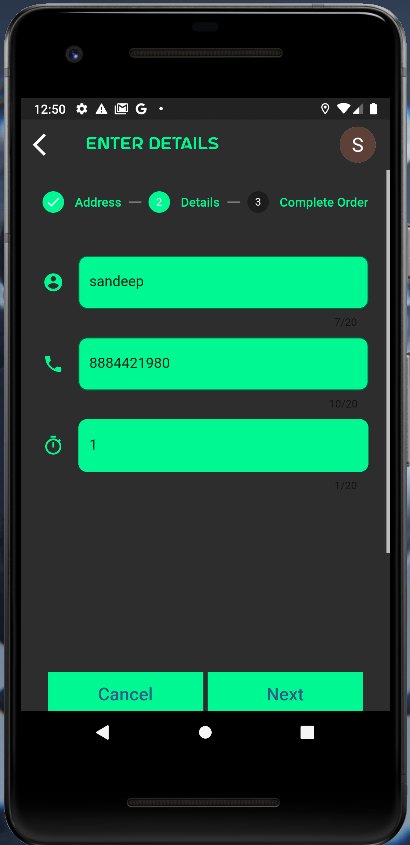 12:50
ENTER DETAILS
S
Address 2 Details 3 Complete Order
sandeep
7/20
8884421980
10/20
1
1/20
Cancel Next